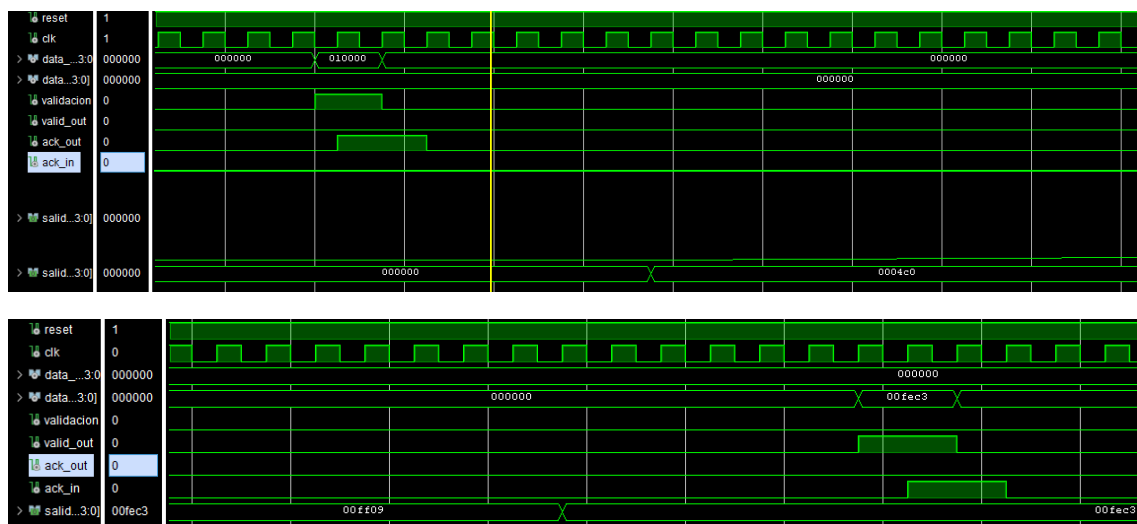 reset 1
clk 1
data_...3:0 000000 000000 010000 000000
data...3:0] 000000 000000
validacion 0
valid_out 0
ack_out 0
ack_in 0
salid...3:0] 000000
salid...3:0] 000000 000000 0004c0
reset 1
clk 0
data_...3:0 000000 000000
data...3:0] 000000 000000 00fec3
validacion 0
valid_out 0
ack_out 0
ack_in 0
salid...3:0] 00fec3 00ff09 00fec3